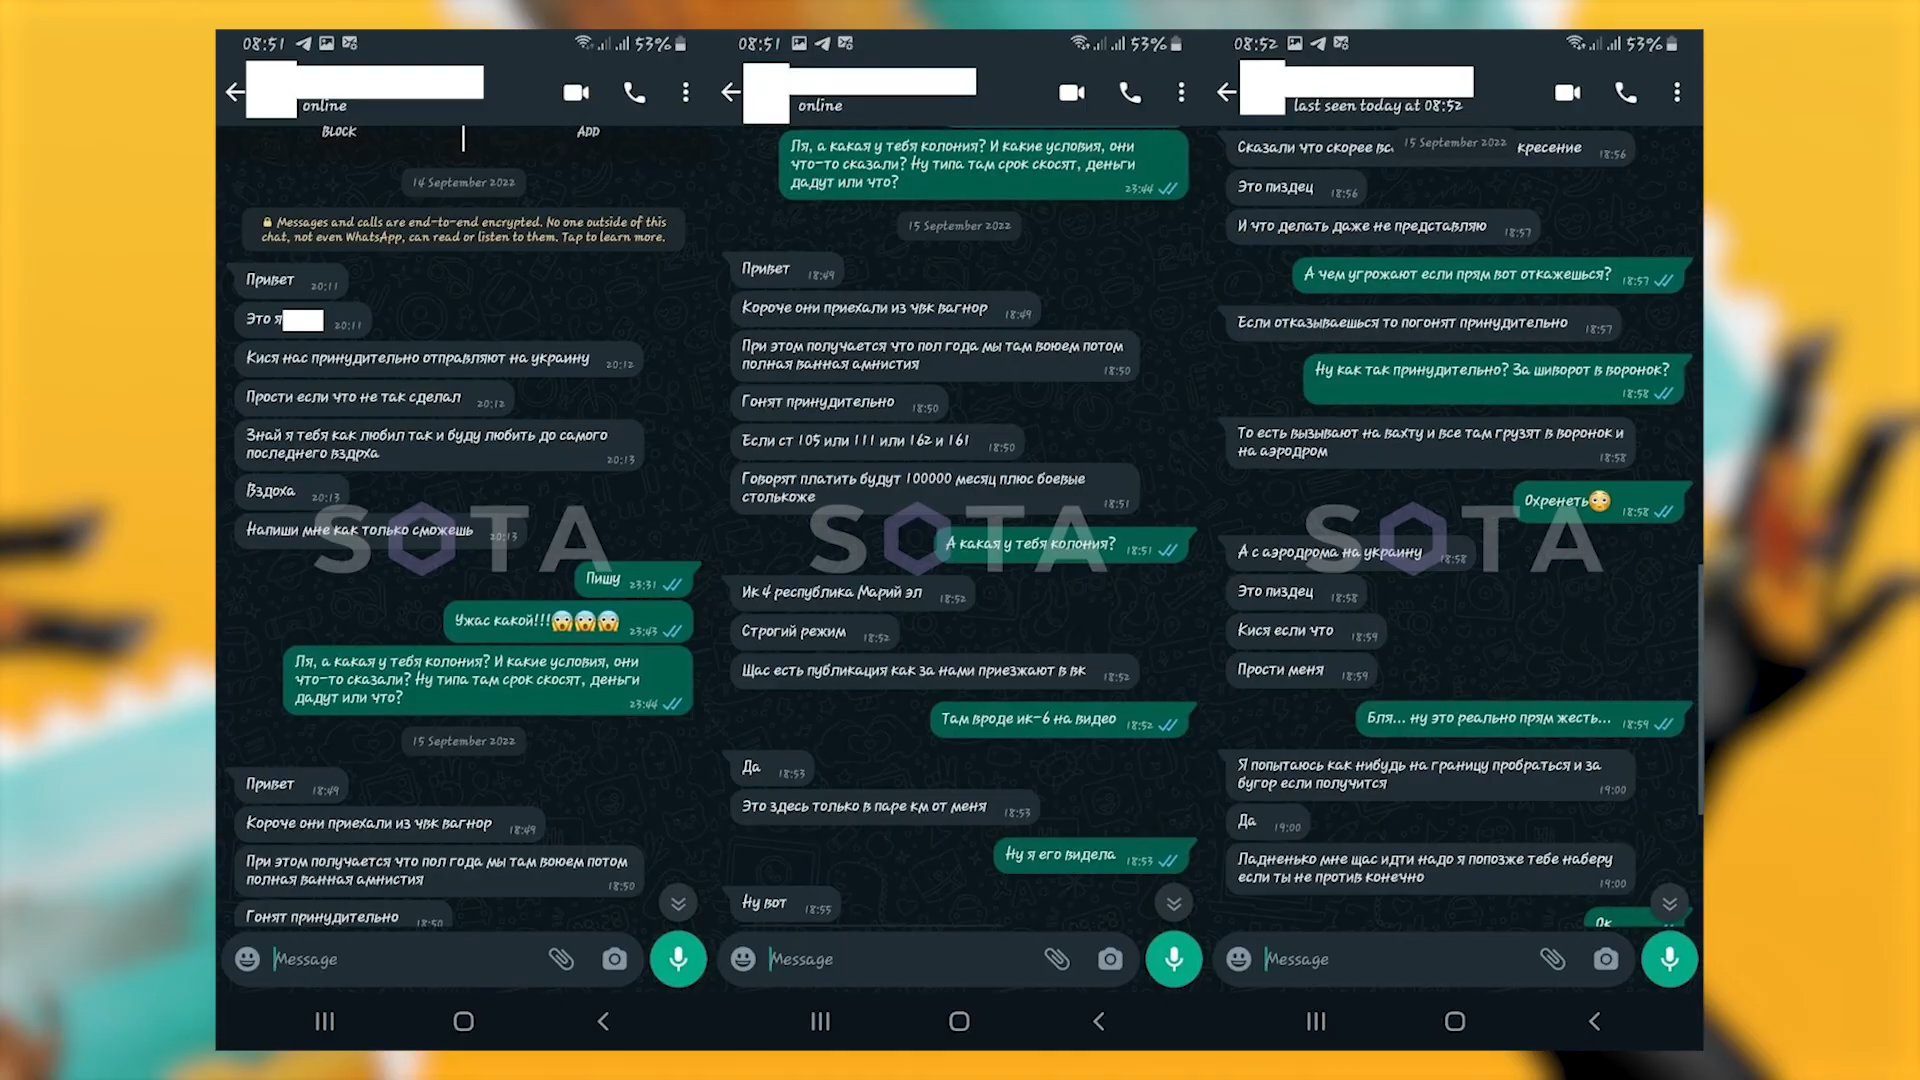 08:51
53%
online
BLOCK
ADD
14 September 2022
Messages and calls are end-to-end encrypted. No one outside of this
chat, not even WhatsApp, can read or listen to them. Tap to learn more.
Привет 20:11
Это я 20:11
Кися нас принудительно отправляют на украину 20:12
Прости если что не так сделал 20:12
Знай я тебя как любил так и буду любить до самого
последнего вздрха 20:13
Вздоха 20:13
Напиши мне как только сможешь 20:13
Пишу 23:31
Ужас какой!!!😱😱😱 23:43
Ля, а какая у тебя колония? И какие условия, они
что-то сказали? Ну типа там срок скосят, деньги
дадут или что? 23:44
15 September 2022
Привет 18:49
Короче они приехали из чвк вагнор 18:49
При этом получается что пол года мы там воюем потом
полная ванная амнистия 18:50
Гонят принудительно 18:50
Message
SOTA
08:51
53%
online
Ля, а какая у тебя колония? И какие условия, они
что-то сказали? Ну типа там срок скосят, деньги
дадут или что? 23:44
15 September 2022
Привет 18:49
Короче они приехали из чвк вагнор 18:49
При этом получается что пол года мы там воюем потом
полная ванная амнистия 18:50
Гонят принудительно 18:50
Если ст 105 или 111 или 162 и 161 18:50
Говорят платить будут 100000 месяц плюс боевые
столькоже 18:51
А какая у тебя колония? 18:51
Ик 4 республика Марий эл 18:52
Строгий режим 18:52
Щас есть публикация как за нами приезжают в вк 18:52
Там вроде ик-6 на видео 18:52
Да 18:53
Это здесь только в паре км от меня 18:53
Ну я его видела 18:53
Ну вот 18:55
Message
SOTA
08:52
53%
last seen today at 08:52
15 September 2022
Сказали что скорее вс кресение 18:56
Это пиздец 18:56
И что делать даже не представляю 18:57
А чем угрожают если прям вот откажешься? 18:57
Если отказываешься то погонят принудительно 18:57
Ну как так принудительно? За шиворот в воронок?
18:58
То есть вызывают на вахту и все там грузят в воронок и
на аэродром 18:58
Охренеть😳 18:58
А с аэродрома на украину 18:58
Это пиздец 18:58
Кися если что 18:59
Прости меня 18:59
Бля... ну это реально прям жесть... 18:59
Я попытаюсь как нибудь на границу пробраться и за
бугор если получится 19:00
Да 19:00
Ладненько мне щас идти надо я попозже тебе наберу
если ты не против конечно 19:00
Ок
Message
SOTA